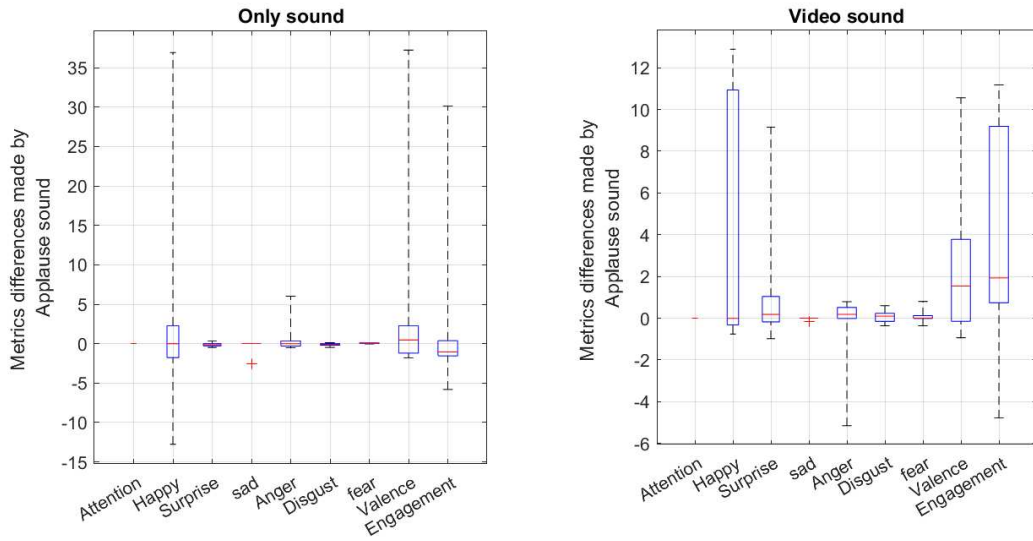 Only sound
Metrics differences made by
Applause sound
35
30
25
20
15
10
5
0
-5
-10
-15
Attention
Happy
Surprise
sad
Anger
Disgust
fear
Valence
Engagement
Video sound
Metrics differences made by
Applause sound
12
10
8
6
4
2
0
-2
-4
-6
Attention
Happy
Surprise
sad
Anger
Disgust
fear
Valence
Engagement